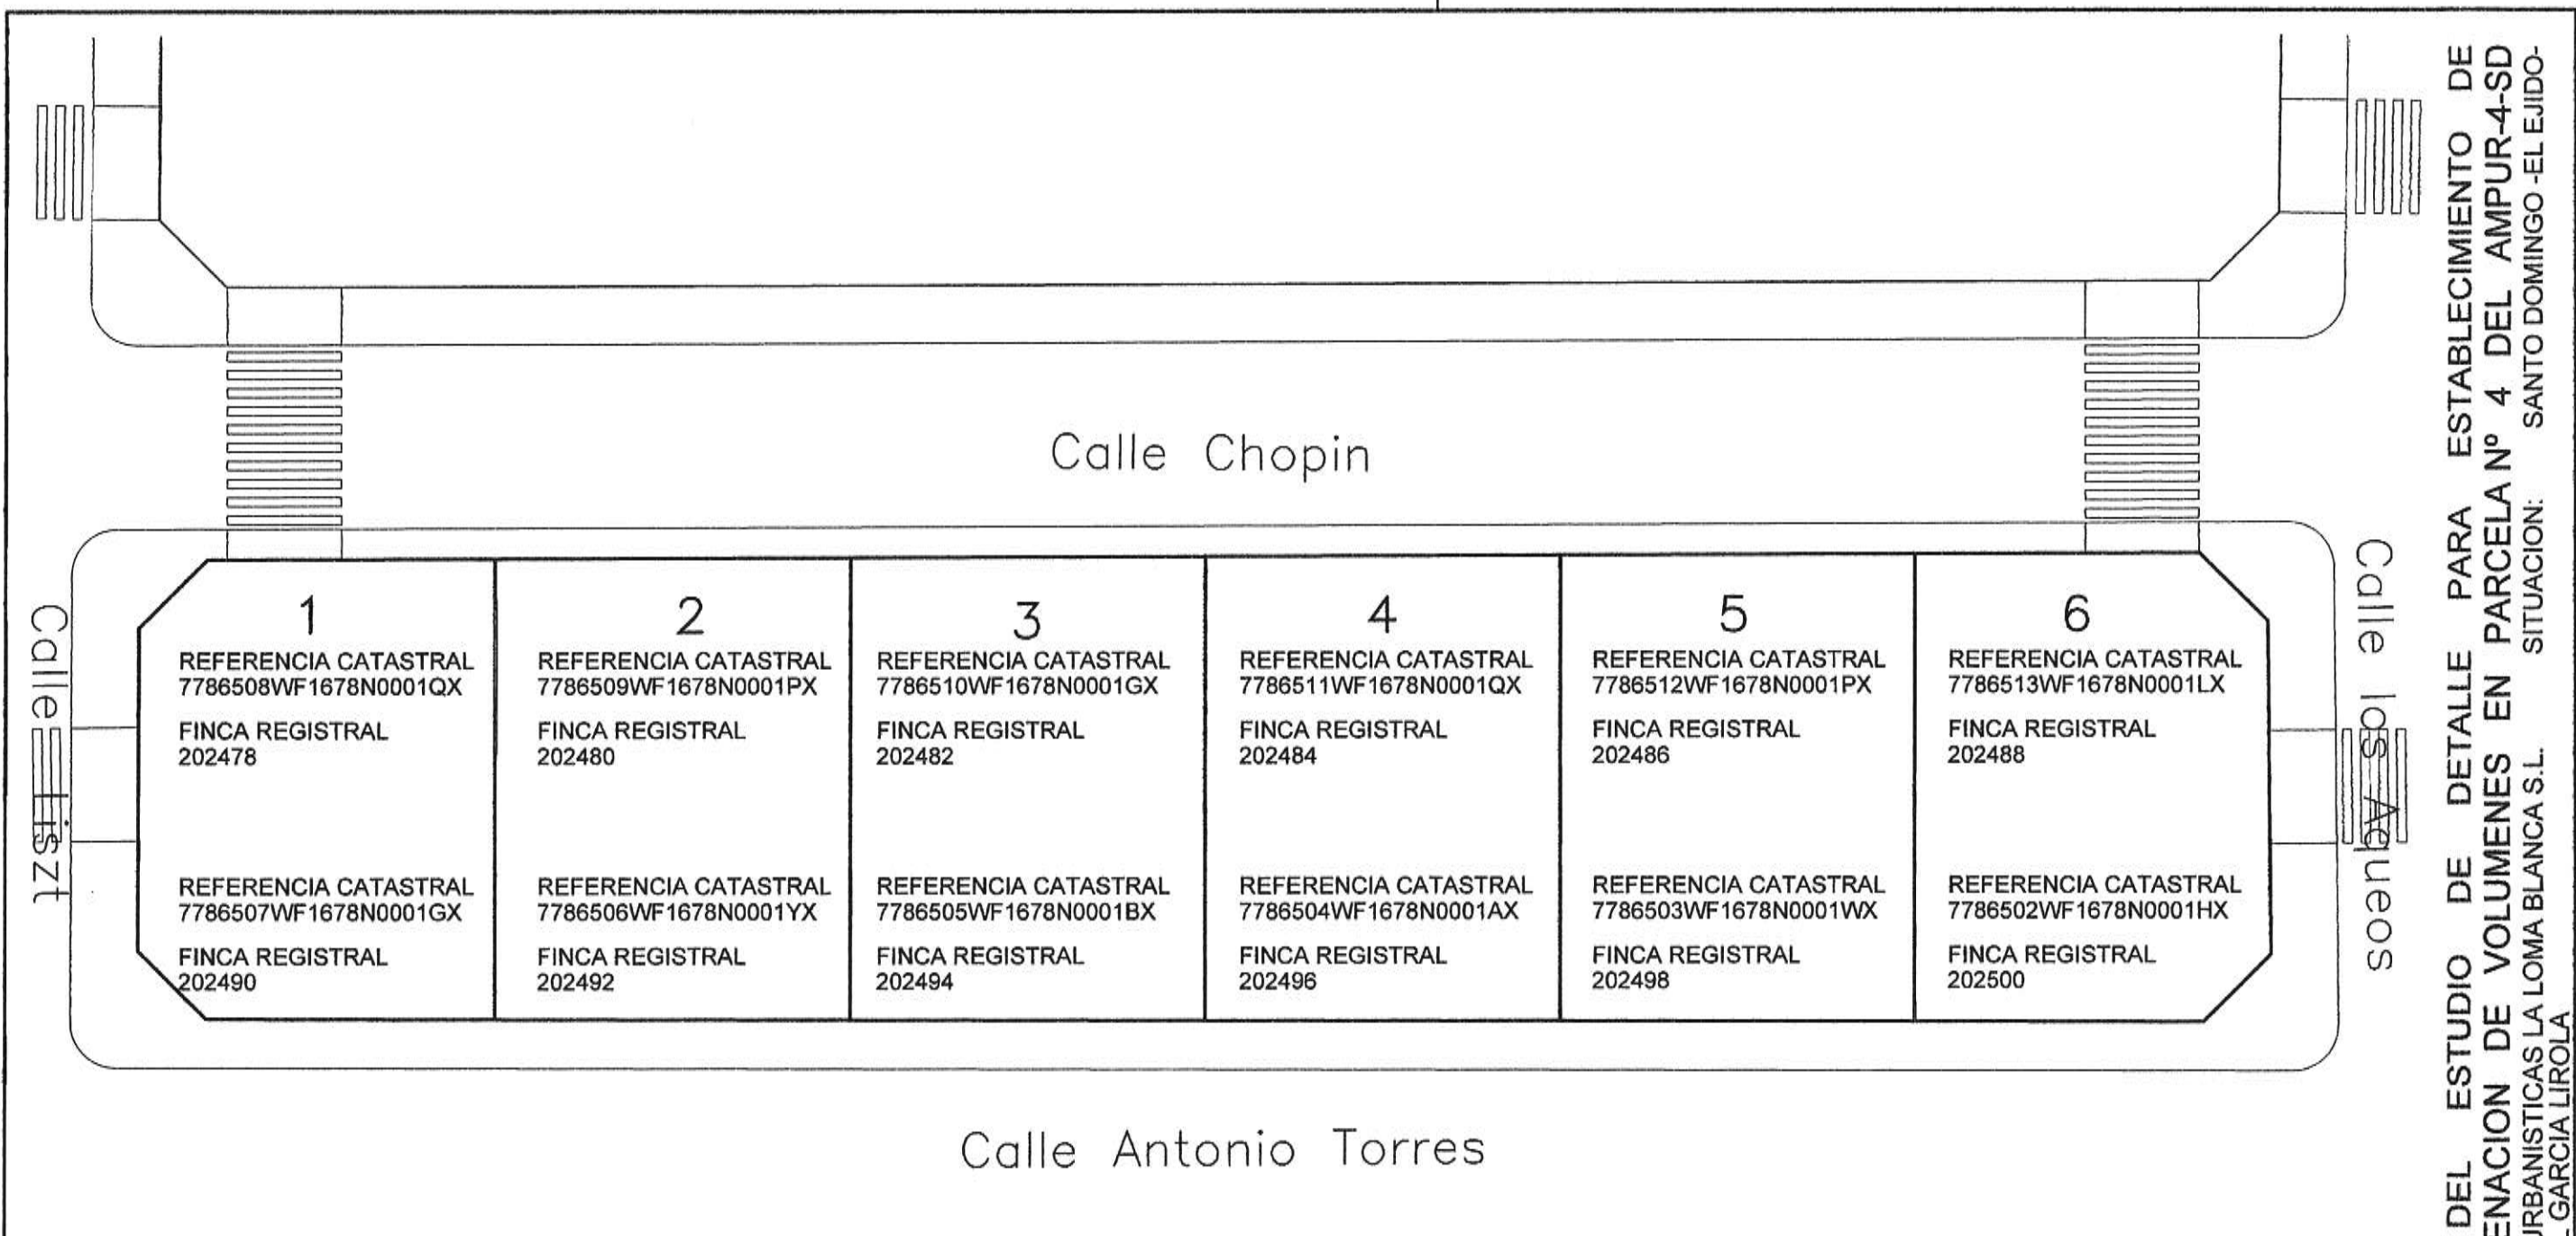 Calle Chopin
1
REFERENCIA CATASTRAL
7786508WF1678N0001QX
FINCA REGISTRAL
202478
REFERENCIA CATASTRAL
7786507WF1678N0001GX
FINCA REGISTRAL
202490
2
REFERENCIA CATASTRAL
7786509WF1678N0001PX
FINCA REGISTRAL
202480
REFERENCIA CATASTRAL
7786506WF1678N0001YX
FINCA REGISTRAL
202492
3
REFERENCIA CATASTRAL
7786510WF1678N0001GX
FINCA REGISTRAL
202482
REFERENCIA CATASTRAL
7786505WF1678N0001BX
FINCA REGISTRAL
202494
4
REFERENCIA CATASTRAL
7786511WF1678N0001QX
FINCA REGISTRAL
202484
REFERENCIA CATASTRAL
7786504WF1678N0001AX
FINCA REGISTRAL
202496
5
REFERENCIA CATASTRAL
7786512WF1678N0001PX
FINCA REGISTRAL
202486
REFERENCIA CATASTRAL
7786503WF1678N0001WX
FINCA REGISTRAL
202498
6
REFERENCIA CATASTRAL
7786513WF1678N0001LX
FINCA REGISTRAL
202488
REFERENCIA CATASTRAL
7786502WF1678N0001HX
FINCA REGISTRAL
202500
Calle Liszt
Calle los Aqueos
Calle Antonio Torres
DEL ESTUDIO DE DETALLE PARA ESTABLECIMIENTO DE
ENACION DE VOLUMENES EN PARCELA Nº 4 DEL AMPUR-4-SD
URBANISTICAS LA LOMA BLANCA S.L. SITUACION: SANTO DOMINGO -EL EJIDO-
GARCIA LIROLA